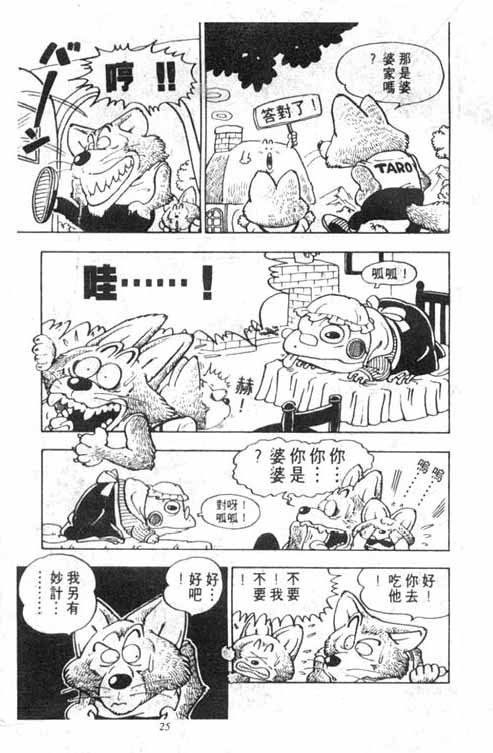 那是婆
婆家嗎
?
答對了!
TARO
哼!!
バーン
呱呱!
哇……!
赫!
你你你
婆是……
?
嗚嗚……
對呀!
呱呱!
好!
你去
吃他!
不要!
不要!我
好…
好吧!
我另有
妙計……
25